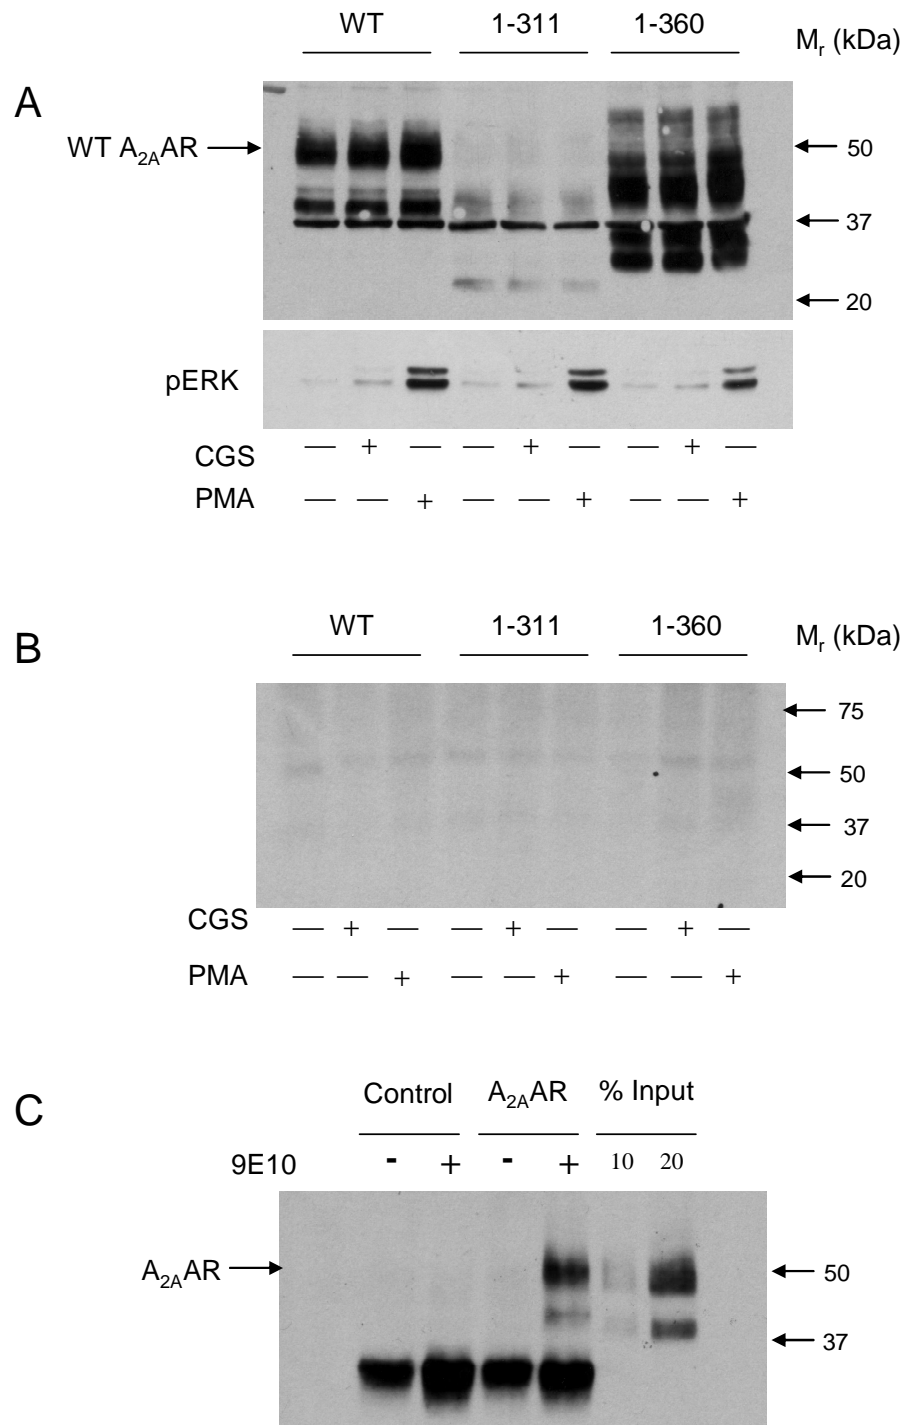 WT 1-311 1-360 Mr (kDa)
A
WT A2AAR 50
37
20
pERK
CGS — + — — + — — + —
PMA — — + — — + — — +
WT 1-311 1-360 Mr (kDa)
B
75
50
37
20
CGS — + — — + — — + —
PMA — — + — — + — — +
C Control A2AAR % Input
9E10 - + - + 10 20
A2AAR 50
37